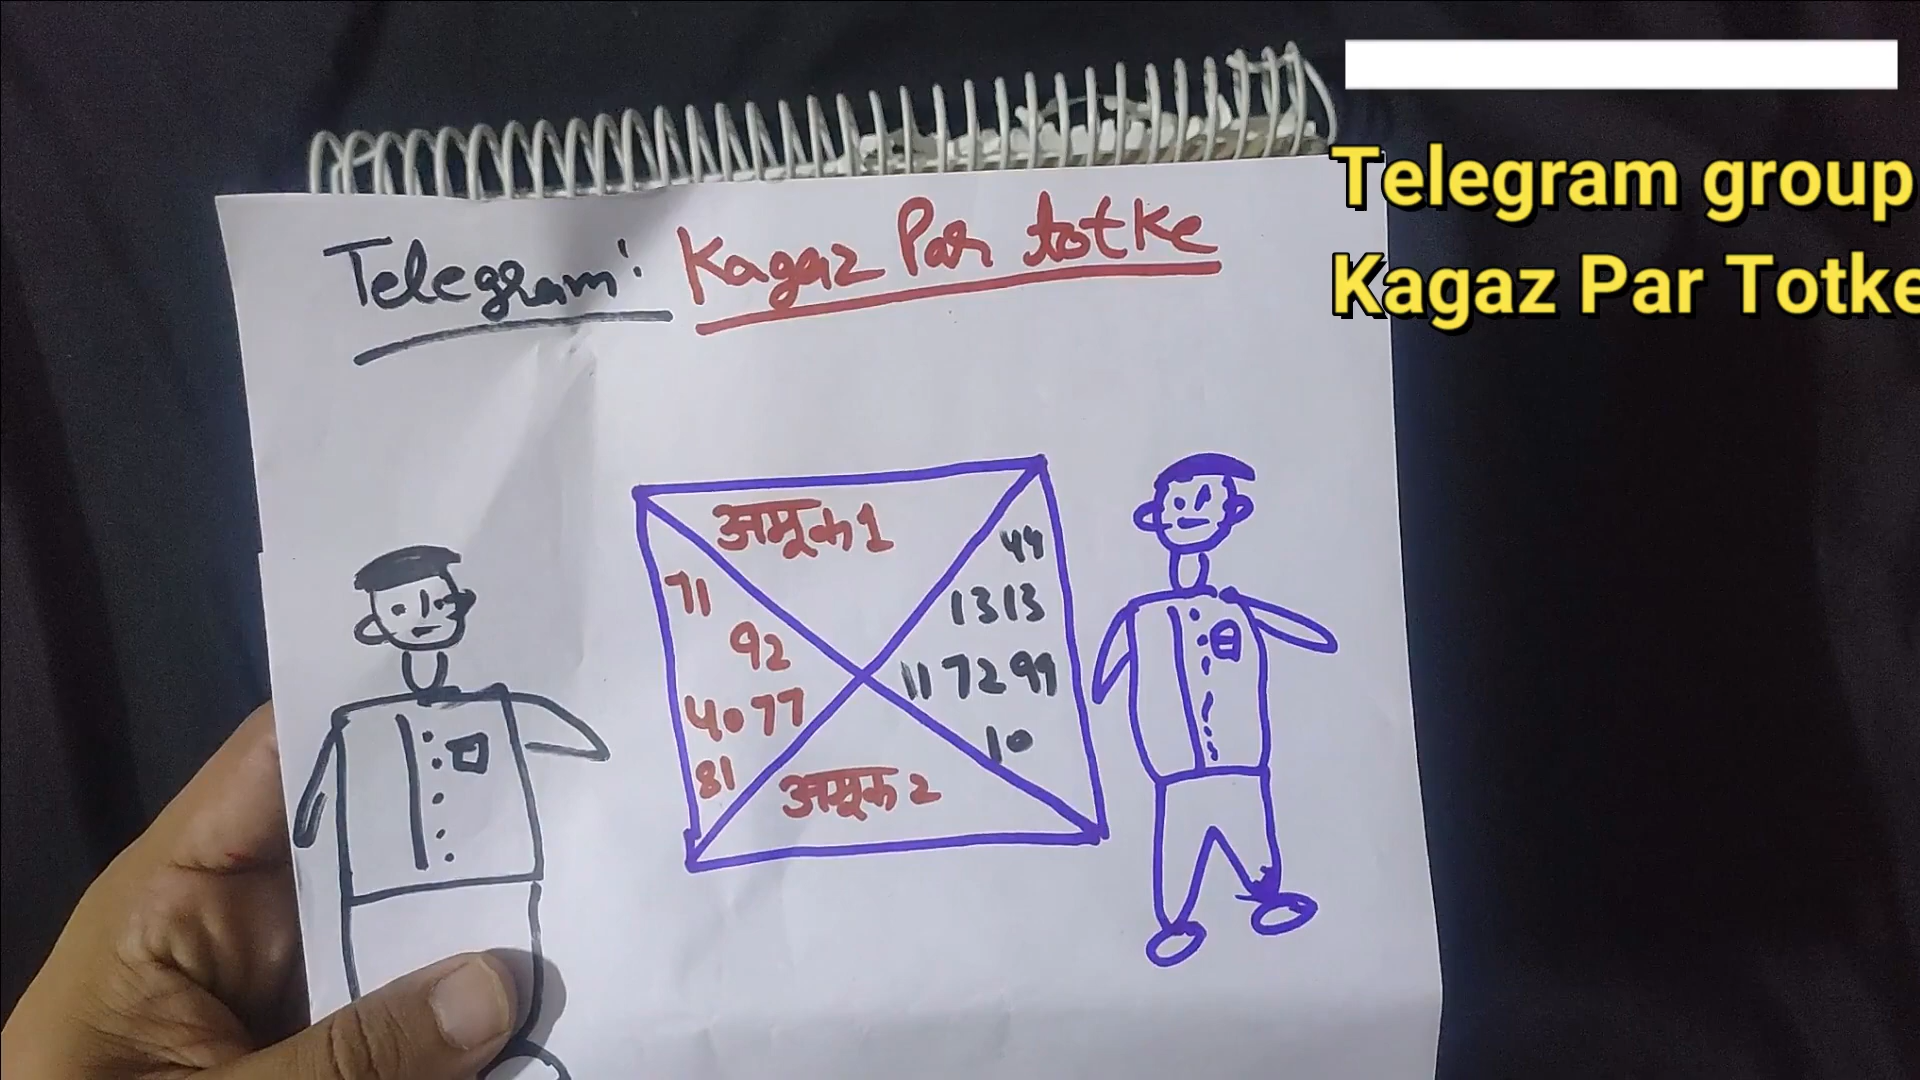 Telegram group
Kagaz Par Totke
Telegram: Kagaz Par totke
अमूक 1
71
92
4077
81
44
1313
117299
10
अमूक 2